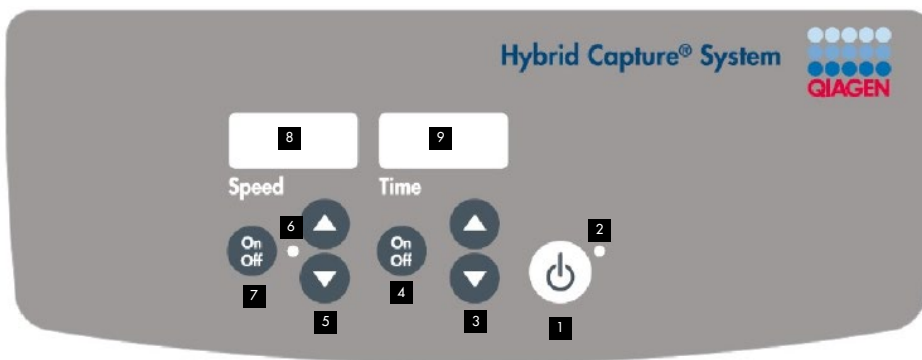 Hybrid Capture® System
QIAGEN
8
9
Speed
Time
6
2
On
Off
On
Off
7
5
4
3
1